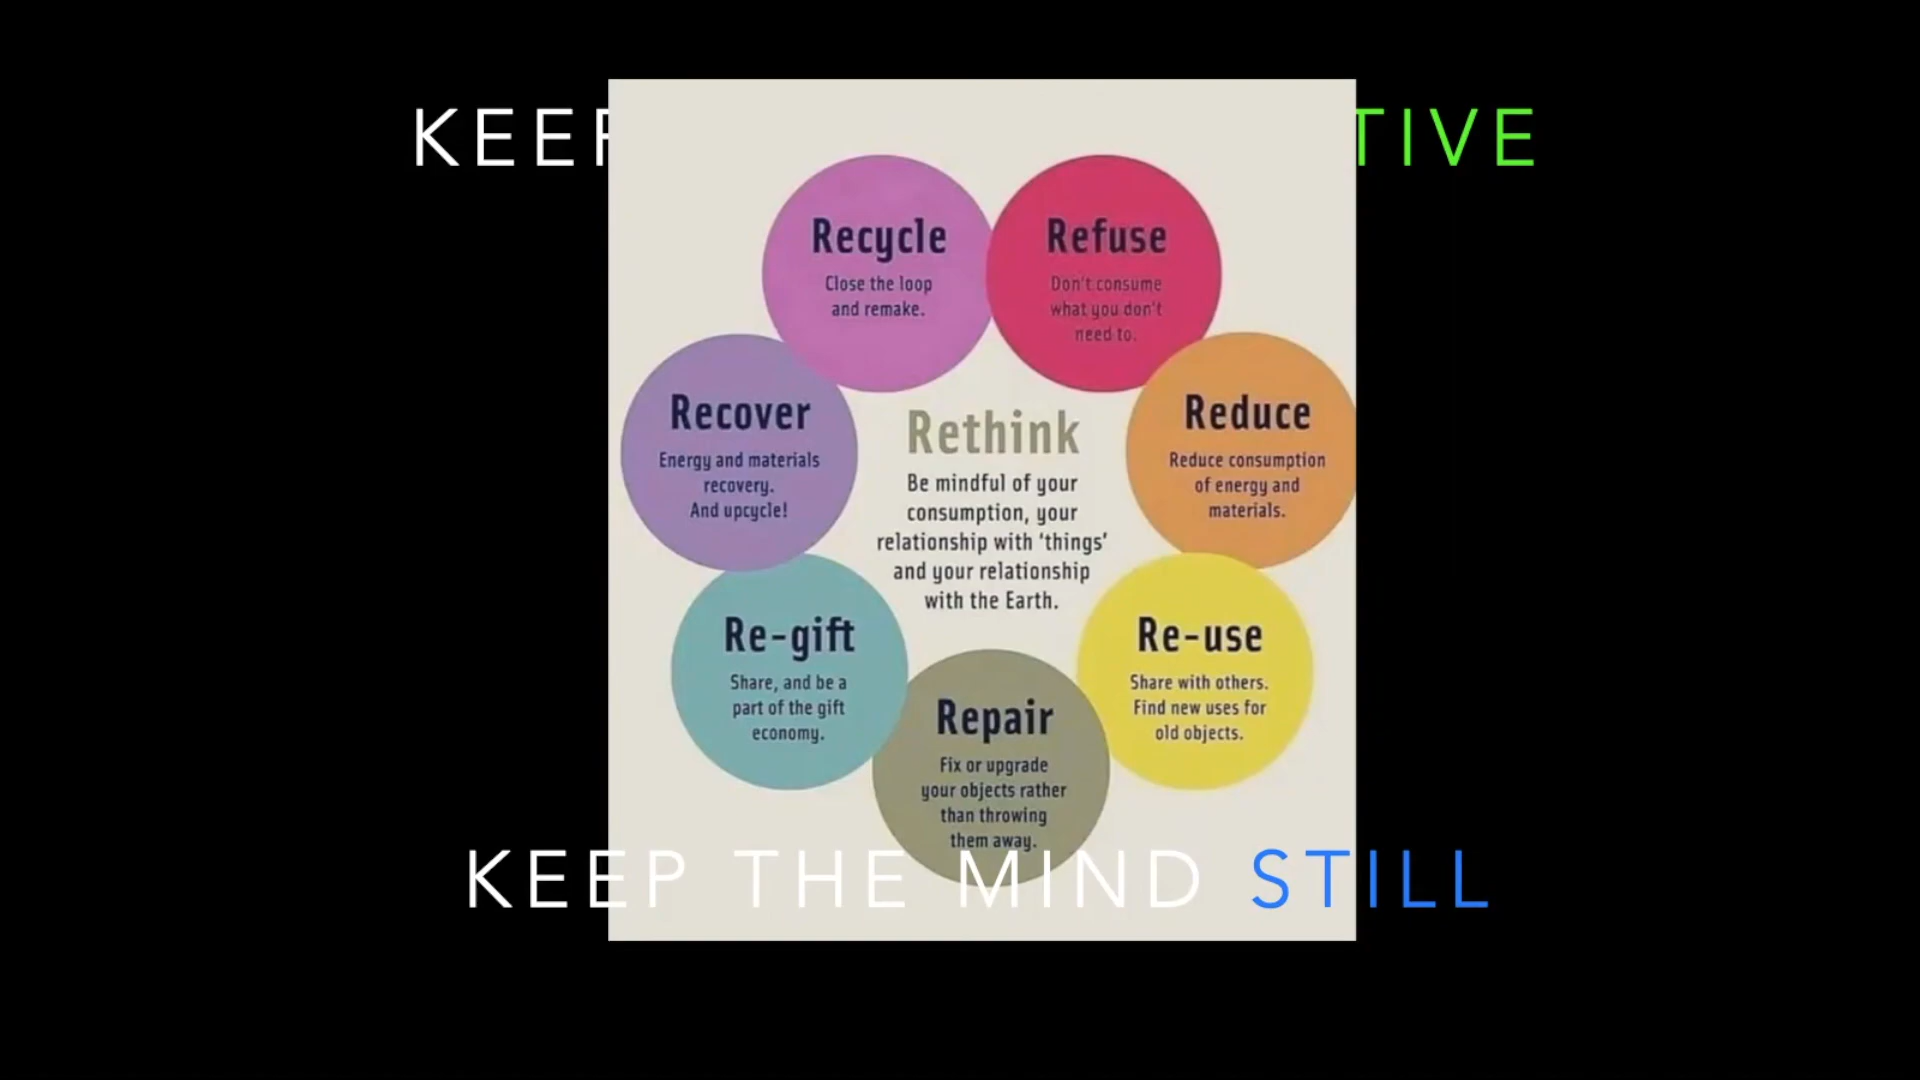 KEEP
TIVE
Recycle
Close the loop
and remake.
Refuse
Don't consume
what you don't
need to.
Recover
Energy and materials
recovery.
And upcycle!
Rethink
Be mindful of your
consumption, your
relationship with ‘things’
and your relationship
with the Earth.
Reduce
Reduce consumption
of energy and
materials.
Re-gift
Share, and be a
part of the gift
economy.
Repair
Fix or upgrade
your objects rather
than throwing
them away.
Re-use
Share with others.
Find new uses for
old objects.
KEEP THE MIND STILL